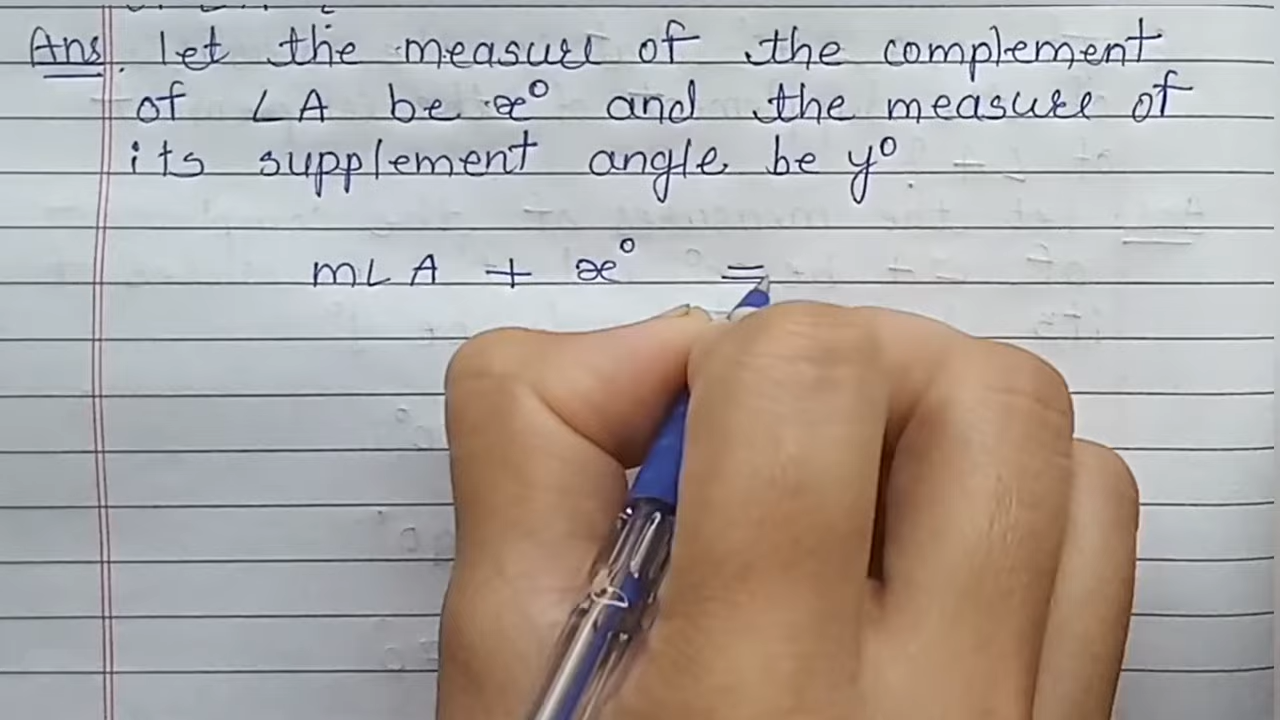 Ans. let the measure of the complement
of ∠A be x° and the measure of
its supplement angle be y°
m∠A + x° =